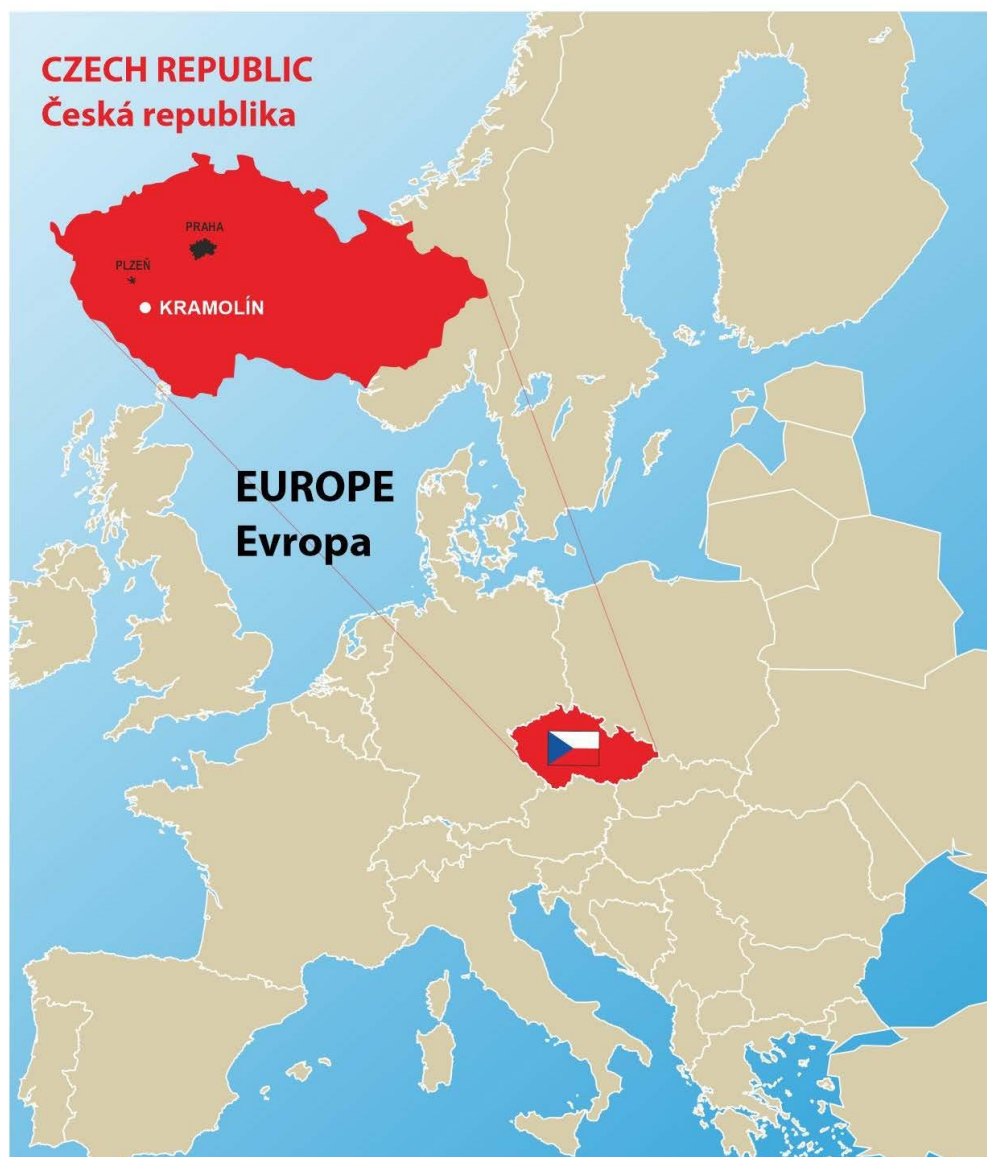 CZECH REPUBLIC
Česká republika
PRAHA
PLZEŇ
KRAMOLÍN
EUROPE
Evropa